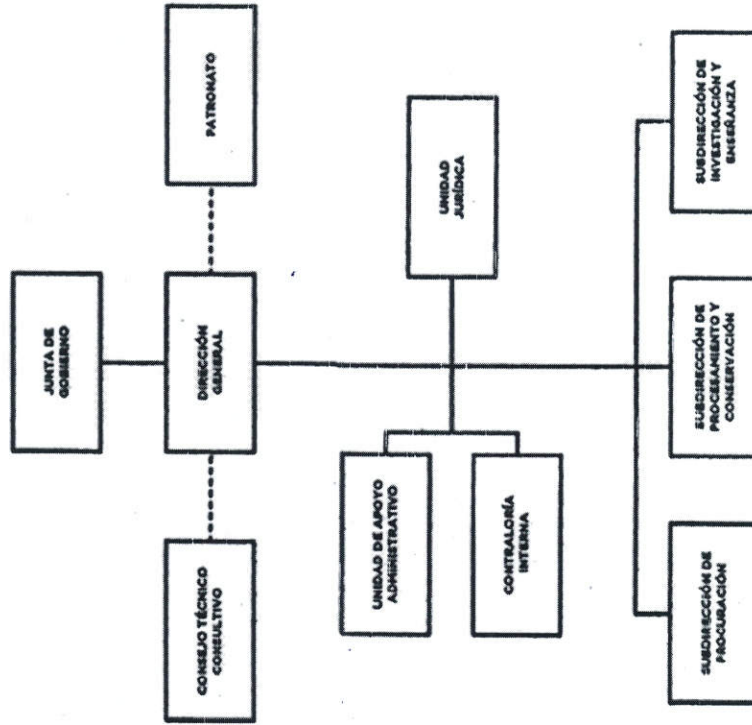 JUNTA DE
GOBIERNO
CONSEJO TÉCNICO
CONSULTIVO
DIRECCIÓN
GENERAL
PATRONATO
UNIDAD DE APOYO
ADMINISTRATIVO
CONTRALORÍA
INTERNA
UNIDAD
JURÍDICA
SUBDIRECCIÓN DE
PROCURACIÓN
SUBDIRECCIÓN DE
PROCESAMIENTO Y
CONSERVACIÓN
SUBDIRECCIÓN DE
INVESTIGACIÓN Y
ENSEÑANZA